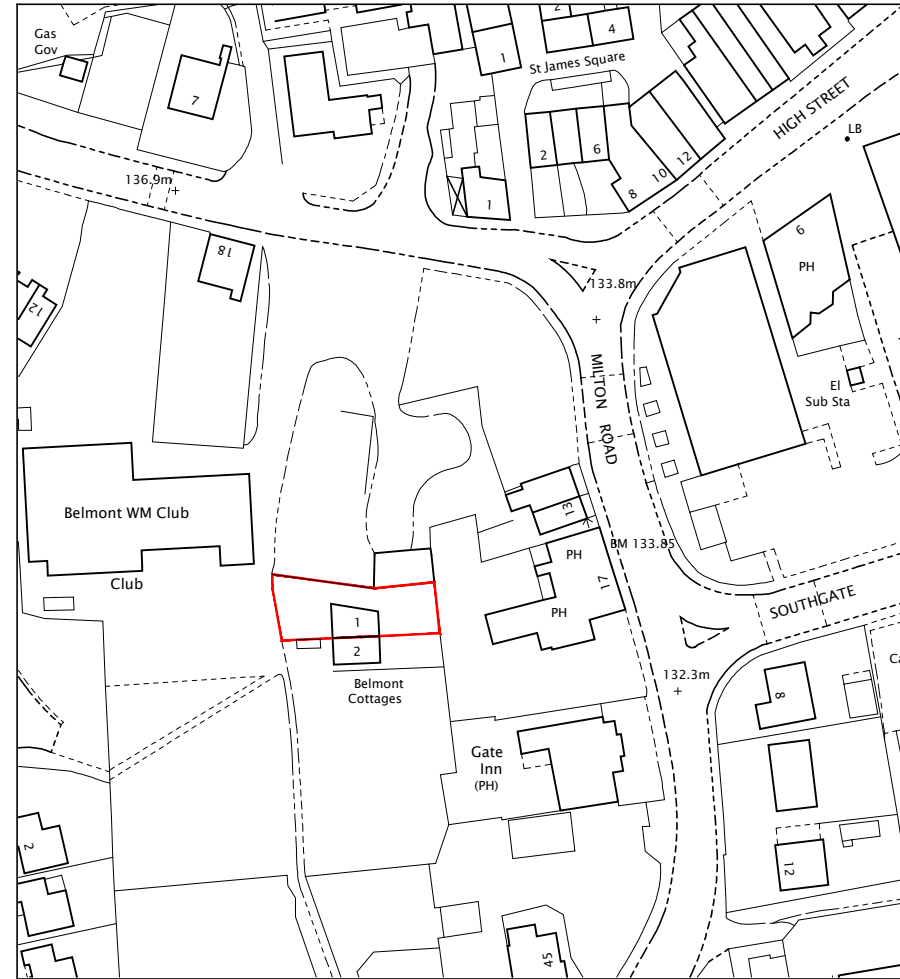 Gas
Gov
7
1
2
4
St James Square
HIGH STREET
LB
136.9m
2
6
8
10
12
1
18
12
133.8m
6
PH
MILTON ROAD
El
Sub Sta
Belmont WM Club
Club
13
PH
BM 133.85
17
PH
SOUTHGATE
1
2
Belmont
Cottages
132.3m
8
Ca
Gate
Inn
(PH)
2
12
45